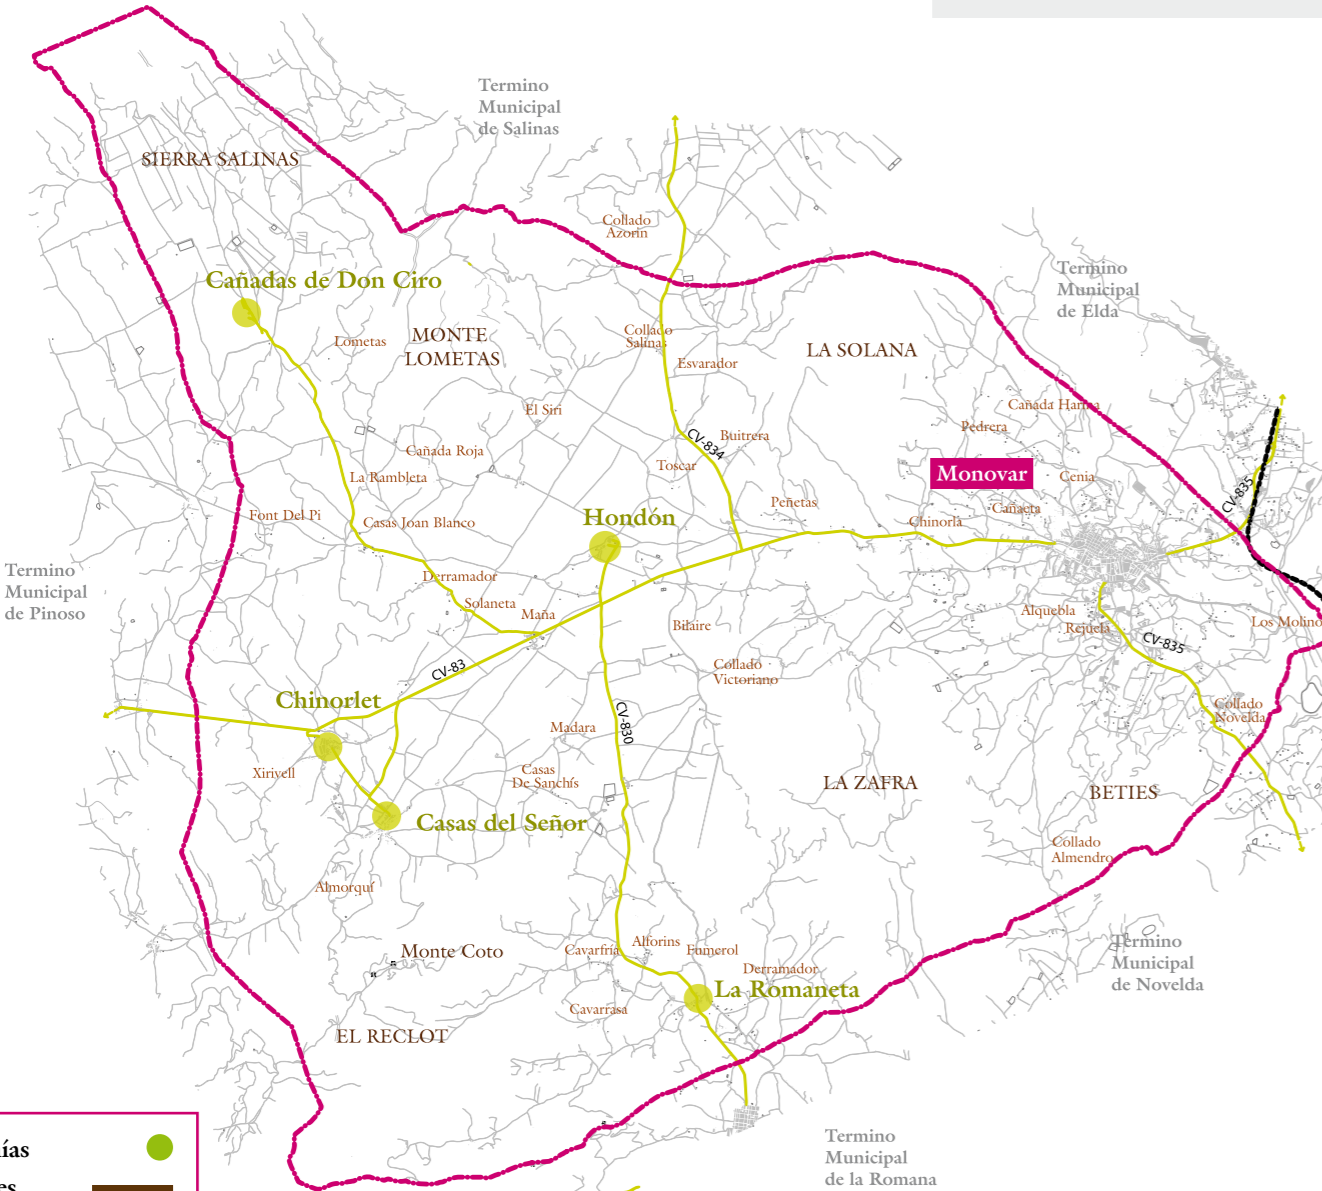 Termino
Municipal
de Salinas
SIERRA SALINAS
Collado
Azorín
Termino
Municipal
de Elda
Cañadas de Don Ciro
Lometas
MONTE
LOMETAS
Collado
Salinas
Esvarador
LA SOLANA
El Siri
Cañada Harina
Pedrera
Buitrera
CV-834
Cañada Roja
Toscar
La Rambleta
Monovar
Cenia
CV-835
Peñetas
Cañaeta
Font Del Pi
Casas Joan Blanco
Hondón
Chinorla
Termino
Municipal
de Pinoso
Derramador
Solaneta
Maña
Bilaire
Alquebla
Rejuela
Los Molino
CV-835
CV-83
Collado
Victoriano
Chinorlet
CV-830
Collado
Novelda
Madara
Xirivell
Casas
De Sanchís
LA ZAFRA
BETIES
Casas del Señor
Collado
Almendro
Almorquí
Monte Coto
Cavarfría
Alforins
Fumerol
Derramador
Termino
Municipal
de Novelda
La Romaneta
Cavarrasa
EL RECLOT
Termino
Municipal
de la Romana